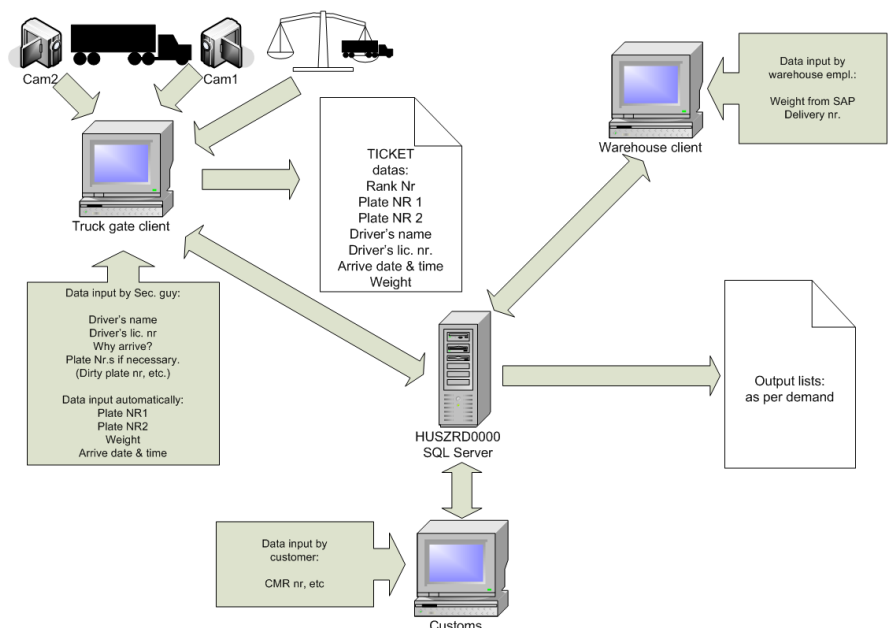 Cam2
Cam1
Truck gate client
TICKET
datas:
Rank Nr
Plate NR 1
Plate NR 2
Driver's name
Driver's lic. nr.
Arrive date & time
Weight
Warehouse client
Data input by
warehouse empl.:
Weight from SAP
Delivery nr.
Data input by Sec. guy:
Driver's name
Driver's lic. nr
Why arrive?
Plate Nr.s if necessary.
(Dirty plate nr, etc.)
Data input automatically:
Plate NR1
Plate NR2
Weight
Arrive date & time
HUSZRD0000
SQL Server
Output lists:
as per demand
Data input by
customer:
CMR nr, etc
Customs